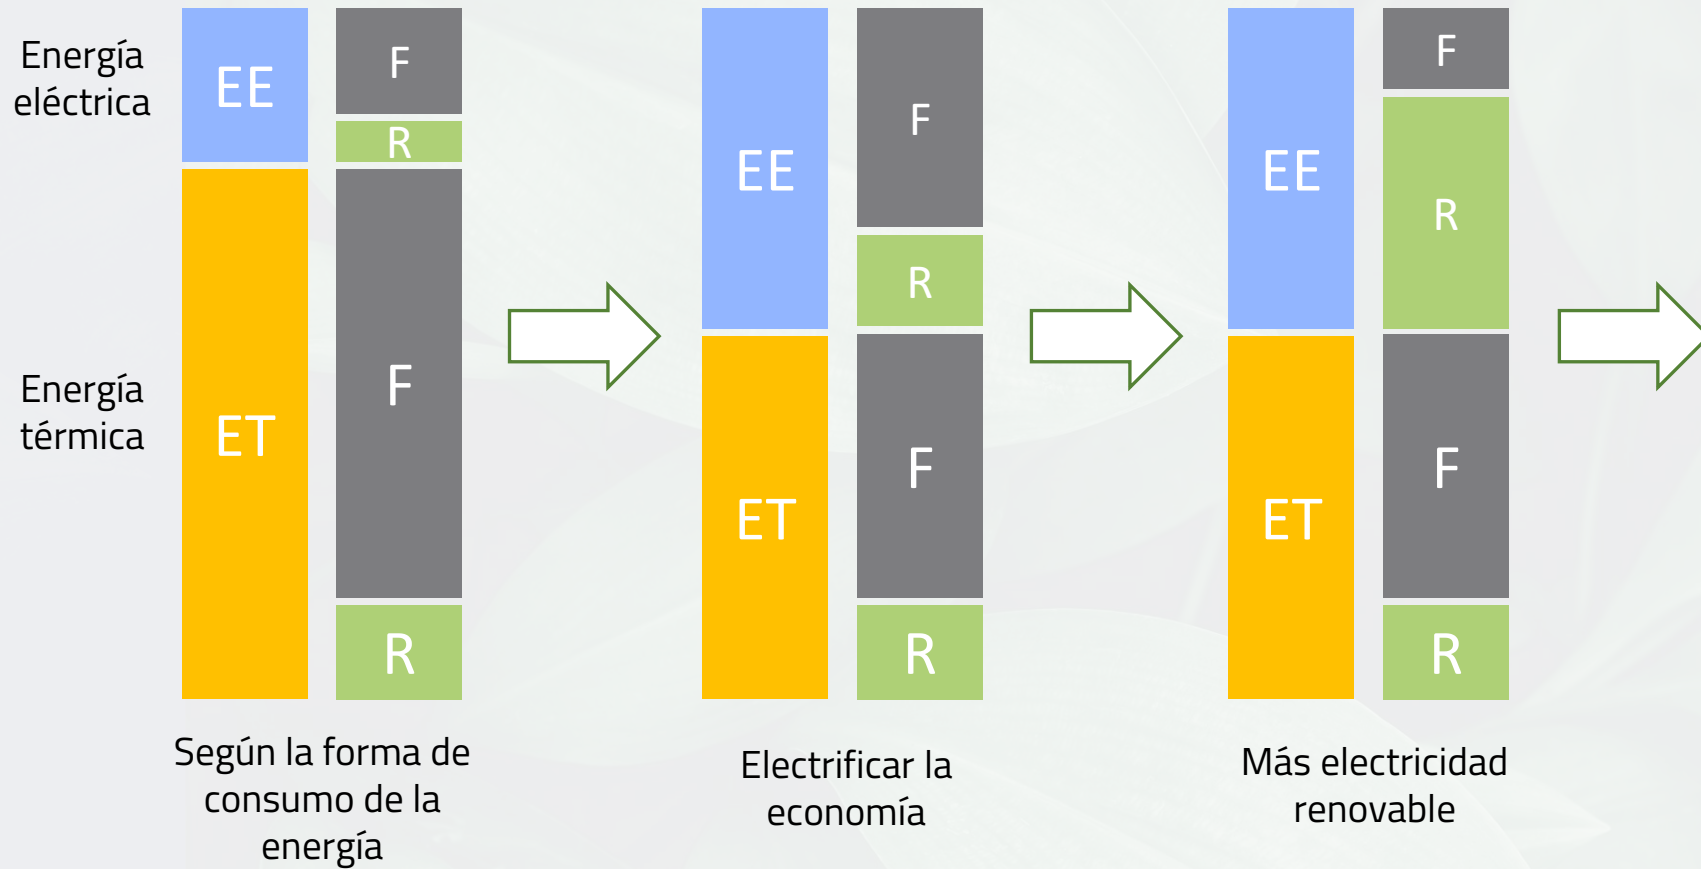 Energía
eléctrica
EE
F
R
Energía
térmica
ET
F
R
Según la forma de
consumo de la
energía
EE
F
R
ET
F
R
Electrificar la
economía
EE
F
R
ET
F
R
Más electricidad
renovable